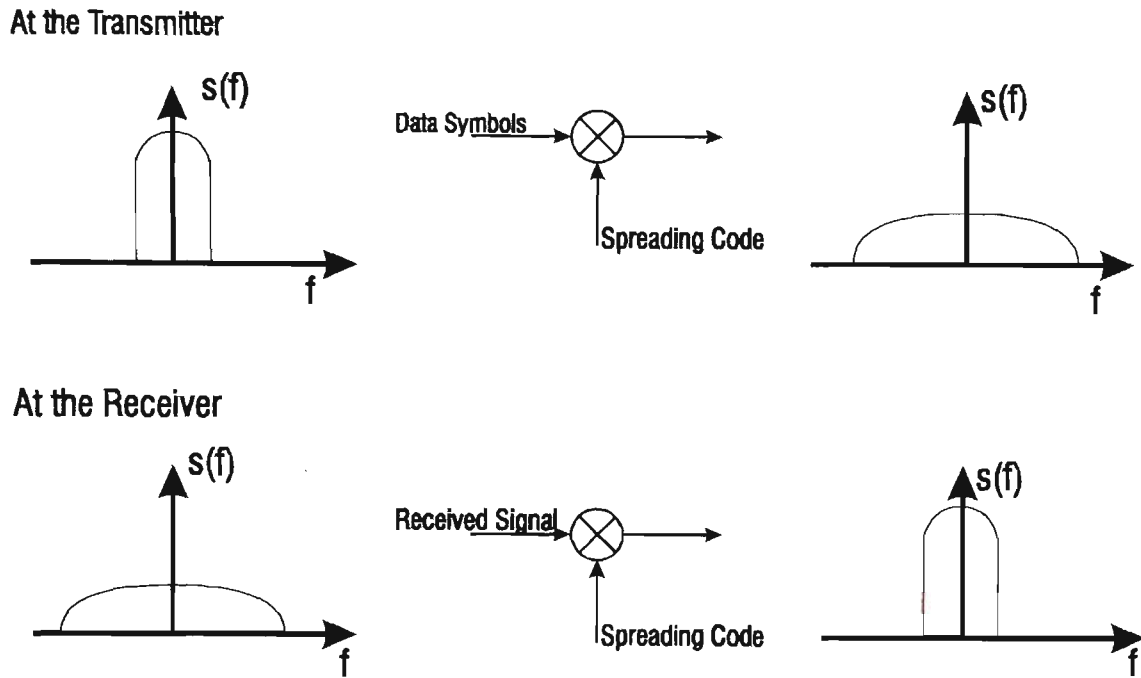 At the Transmitter
s(f)
f
Data Symbols
Spreading Code
s(f)
f
At the Receiver
s(f)
f
Received Signal
Spreading Code
s(f)
f